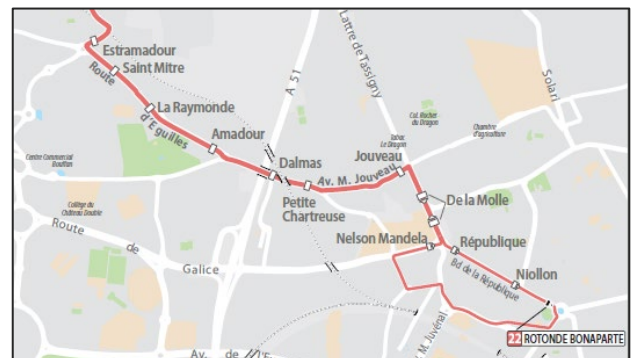 Estramadour
Saint Mitre
Route
d'Eguilles
La Raymonde
Amadour
A 51
Lattre de Tassigny
Solari
Col. Rocher
du Dragon
Chambre
d'agriculture
Tabac
Le Dragon
Jouveau
Dalmas
Av. M. Jouveau
Petite
Chartreuse
De la Molle
Centre Commercial
Collège du
Château Double
Route
de
Galice
Nelson Mandela
République
Bd de la République
Niollon
22 ROTONDE BONAPARTE
M. Juvénal
Av. de